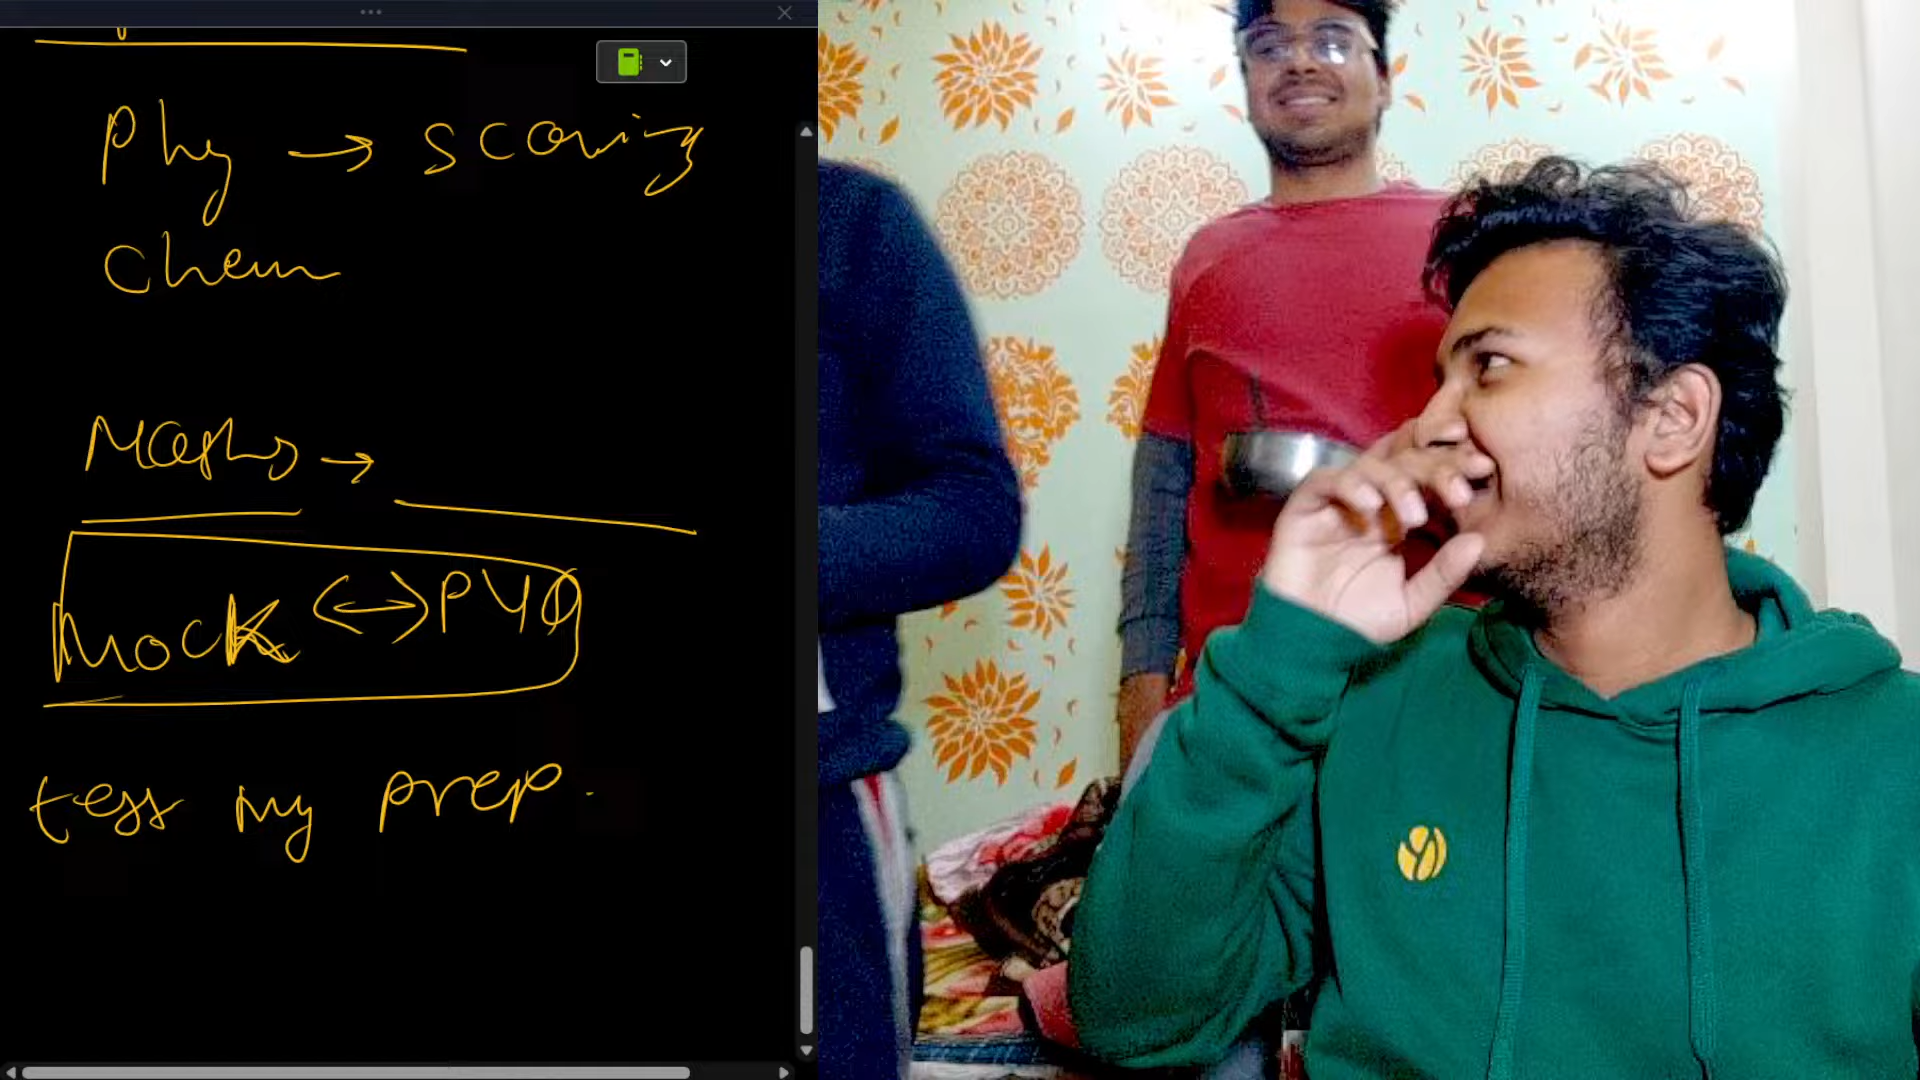 Phy → scoring
Chem
Maths →
Mock <-> PYQ
test my prep.